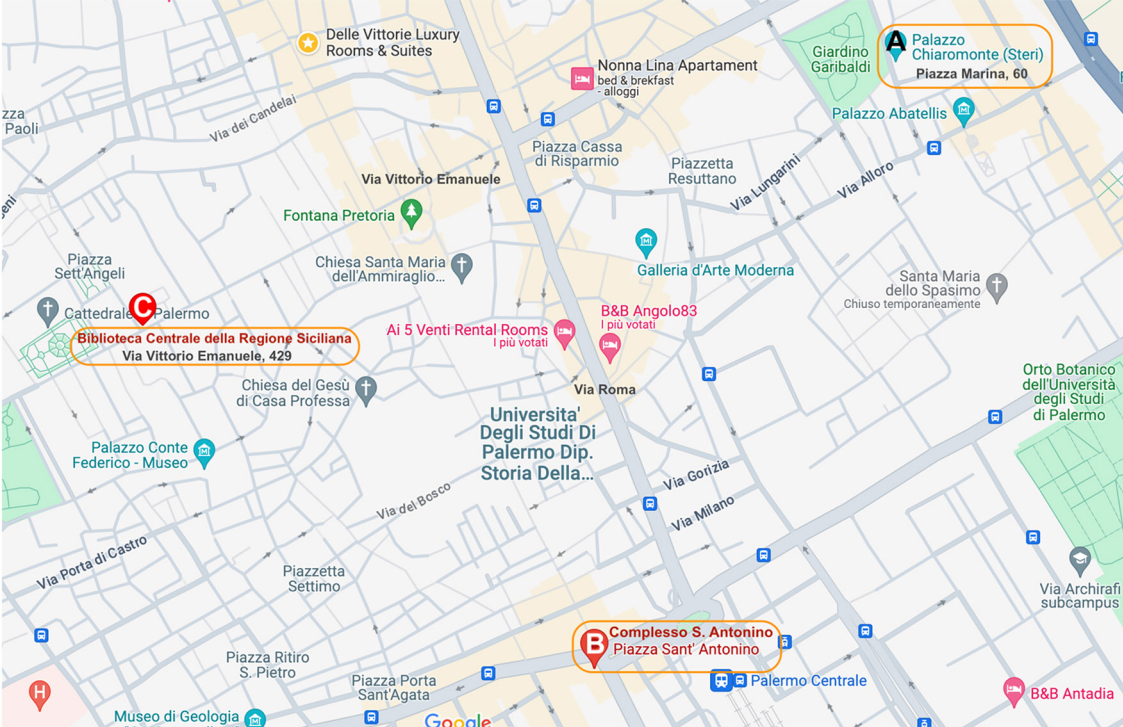 Delle Vittorie Luxury
Rooms & Suites
Nonna Lina Apartament
bed & brekfast
- alloggi
Giardino
Garibaldi
A
Palazzo
Chiaromonte (Steri)
Piazza Marina, 60
Palazzo Abatellis
zza
Paoli
Via dei Candelai
Piazza Cassa
di Risparmio
Piazzetta
Resuttano
Via Lungarini
Via Alloro
Via Vittorio Emanuele
Fontana Pretoria
eni
Piazza
Sett'Angeli
Chiesa Santa Maria
dell'Ammiraglio...
Galleria d'Arte Moderna
Santa Maria
dello Spasimo
Chiuso temporaneamente
C
Cattedrale Palermo
Biblioteca Centrale della Regione Siciliana
Via Vittorio Emanuele, 429
Ai 5 Venti Rental Rooms
I più votati
B&B Angolo83
I più votati
Chiesa del Gesù
di Casa Professa
Via Roma
Orto Botanico
dell'Università
degli Studi
di Palermo
Universita'
Degli Studi Di
Palermo Dip.
Storia Della...
Palazzo Conte
Federico - Museo
Via del Bosco
Via Gorizia
Via Milano
Via Porta di Castro
Piazzetta
Settimo
Via Archirafi
subcampus
B
Complesso S. Antonino
Piazza Sant' Antonino
Piazza Ritiro
S. Pietro
Piazza Porta
Sant'Agata
Palermo Centrale
H
B&B Antadia
Museo di Geologia
Google